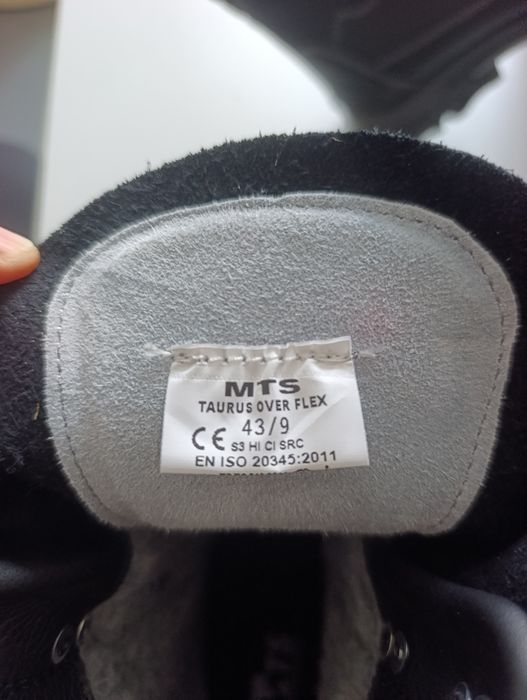 MTS
TAURUS OVER FLEX
43/9
CE S3 HI CI SRC
EN ISO 20345:2011